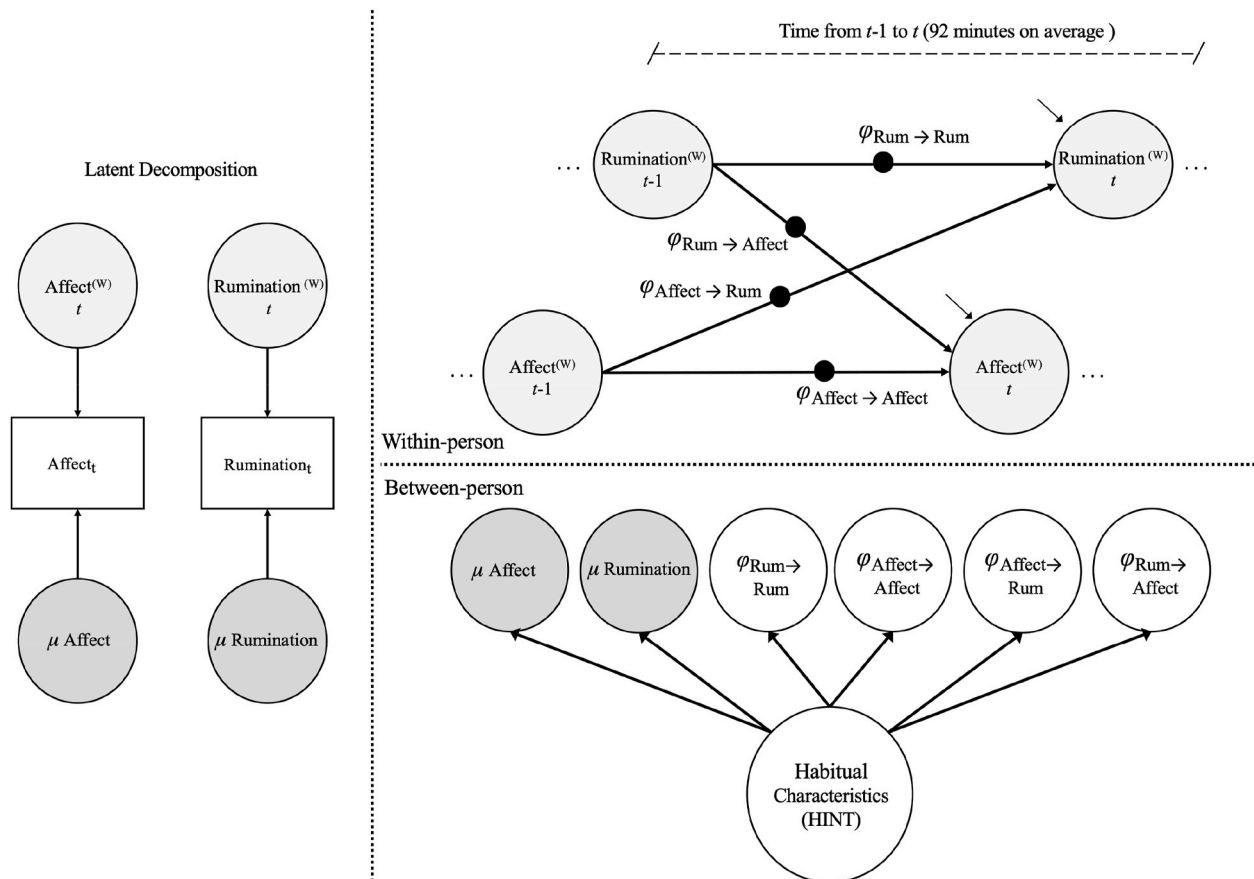 Latent Decomposition
Affect(W)
t
Rumination (W)
t
Affectt
Ruminationt
μ Affect
μ Rumination
Time from t-1 to t (92 minutes on average )
... Rumination(W)
t-1
φRum → Rum
Rumination (W) ...
t
φRum → Affect
φAffect → Rum
... Affect(W)
t-1
φAffect → Affect
Affect(W) ...
t
Within-person
Between-person
μ Affect
μ Rumination
φRum→
Rum
φAffect→
Affect
φAffect→
Rum
φRum→
Affect
Habitual
Characteristics
(HINT)